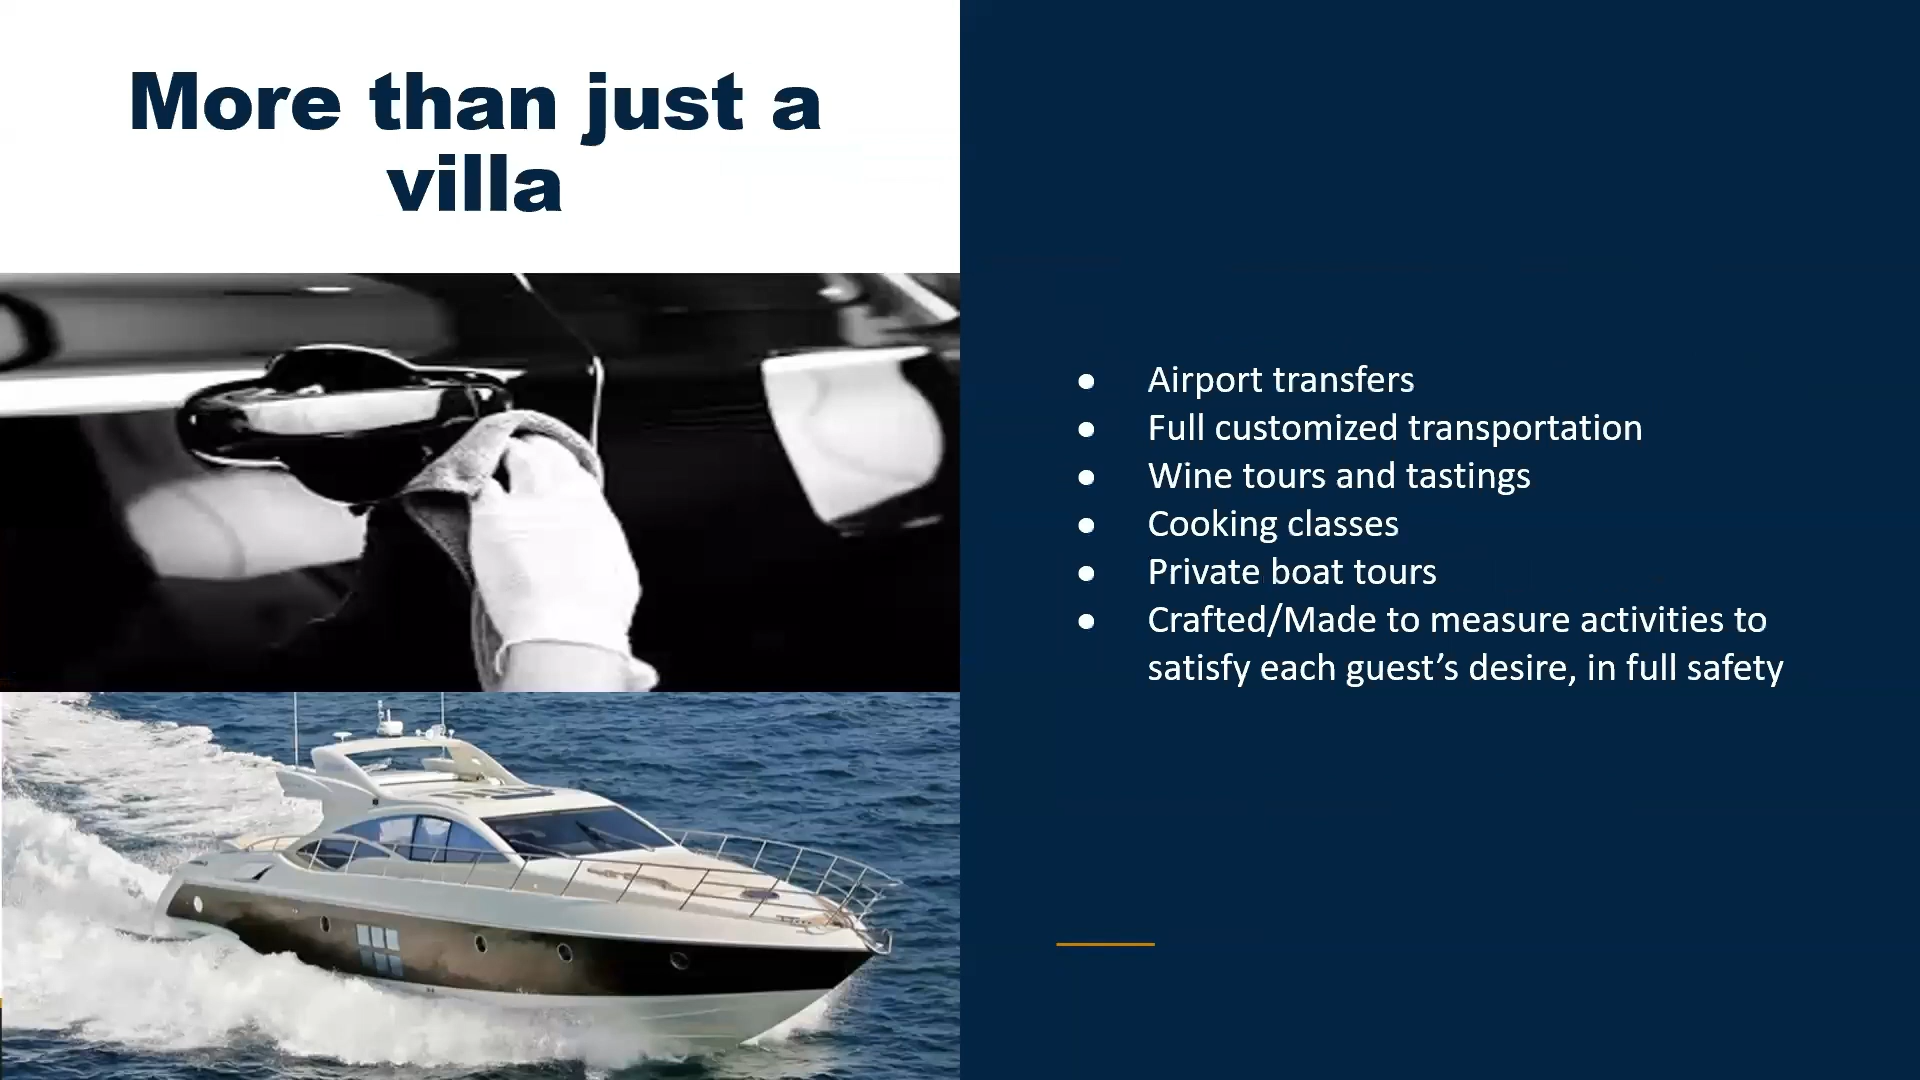 More than just a
villa
● Airport transfers
● Full customized transportation
● Wine tours and tastings
● Cooking classes
● Private boat tours
● Crafted/Made to measure activities to
satisfy each guest’s desire, in full safety